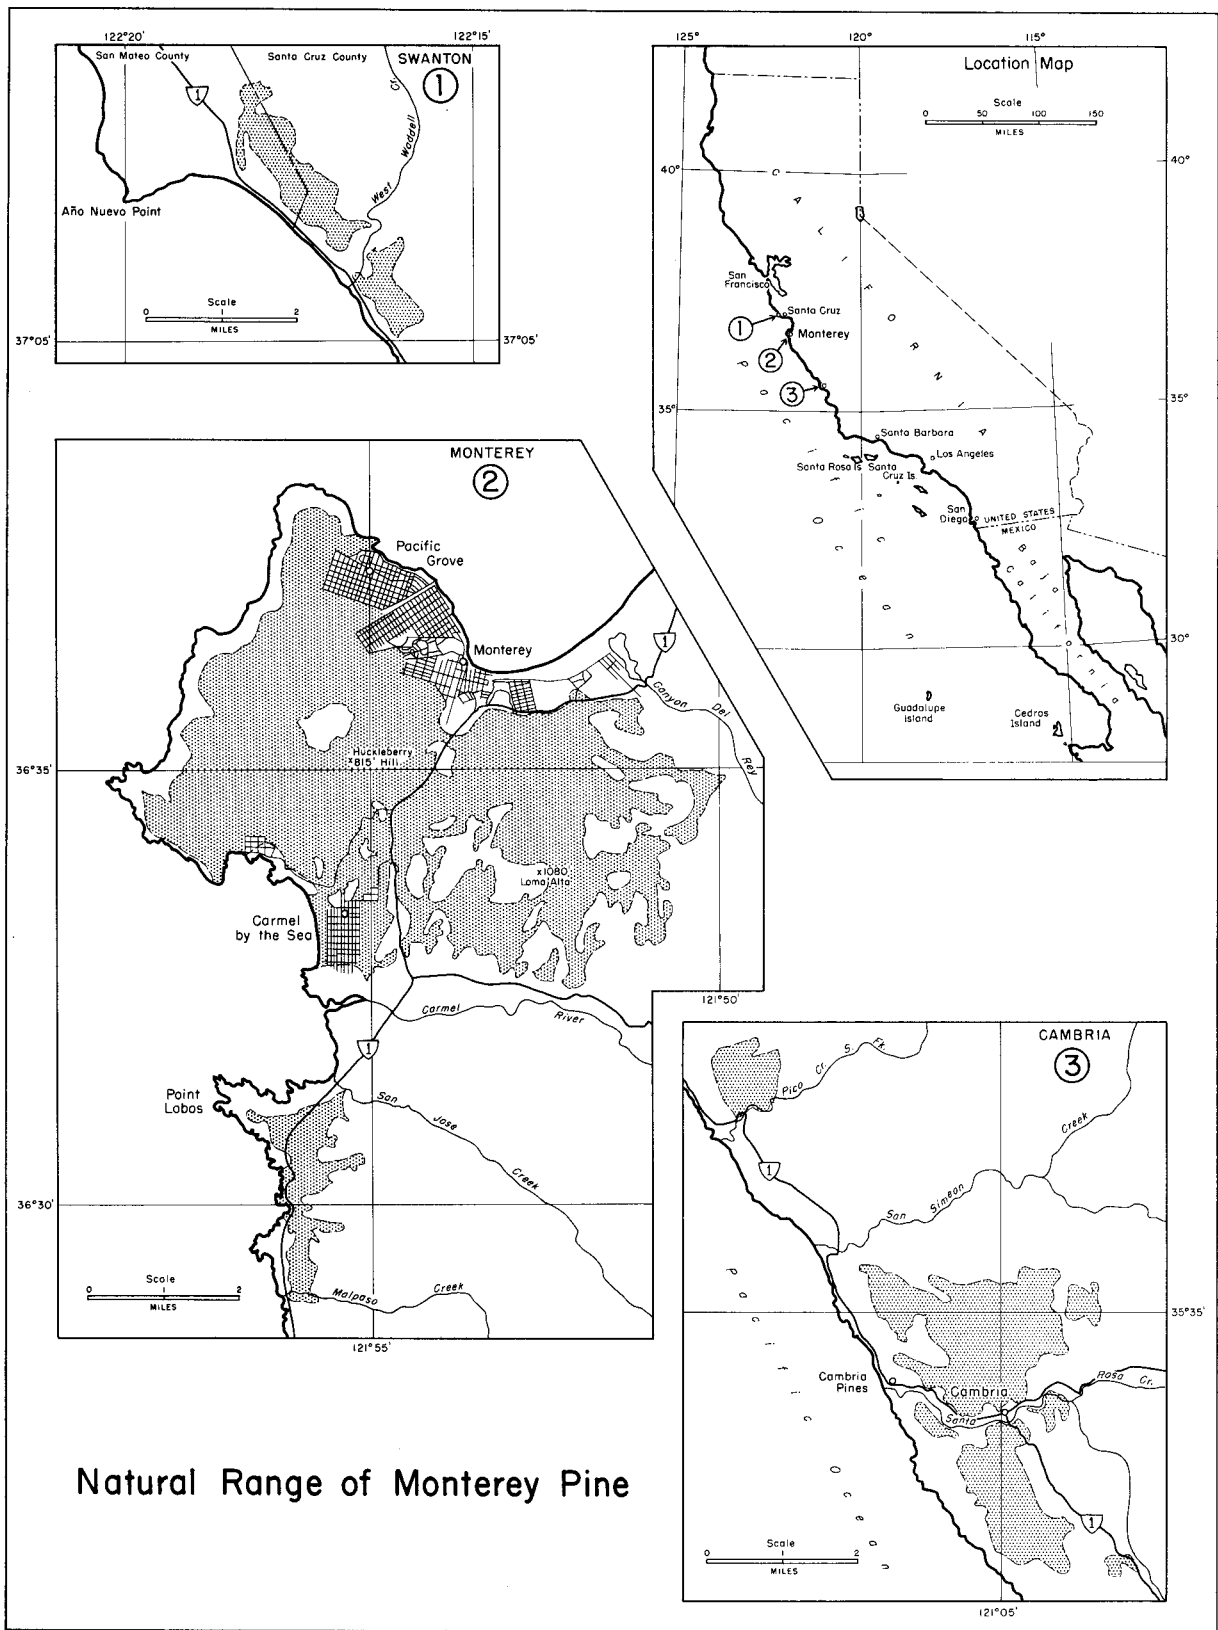 122°20'
122°15'
San Mateo County
Santa Cruz County
SWANTON
1
1
West Waddell Cr.
Año Nuevo Point
Scale
0 1 2
MILES
37°05'
37°05'
125°
120°
115°
Location Map
Scale
0 50 100 150
MILES
40°
40°
CALIFORNIA
San
Francisco
Santa Cruz
1
Monterey
2
3
Pacific Ocean
35°
35°
Santa Barbara
Los Angeles
Santa Rosa Is.
Santa
Cruz Is.
San
Diego
UNITED STATES
MEXICO
Baja
California
30°
Guadalupe
Island
Cedros
Island
MONTEREY
2
Pacific
Grove
Monterey
1
Canyon Del Rey
Huckleberry
x815' Hill
36°35'
x1080
Loma Alta
Carmel
by the Sea
121°50'
Carmel River
1
Point
Lobos
San Jose Creek
36°30'
Scale
0 2
MILES
Malpaso Creek
121°55'
CAMBRIA
3
Pico Cr. S. Fk.
1
San Simeon Creek
Pacific Ocean
35°35'
Cambria
Pines
Cambria
Santa Rosa Cr.
1
Scale
0 1 2
MILES
121°05'
Natural Range of Monterey Pine